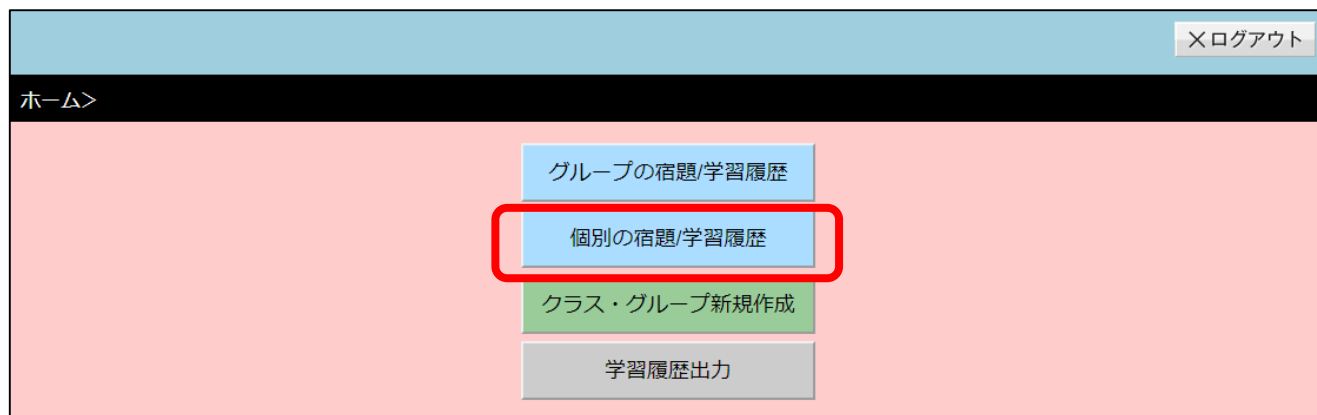 ×ログアウト
ホーム>
グループの宿題/学習履歴
個別の宿題/学習履歴
クラス・グループ新規作成
学習履歴出力